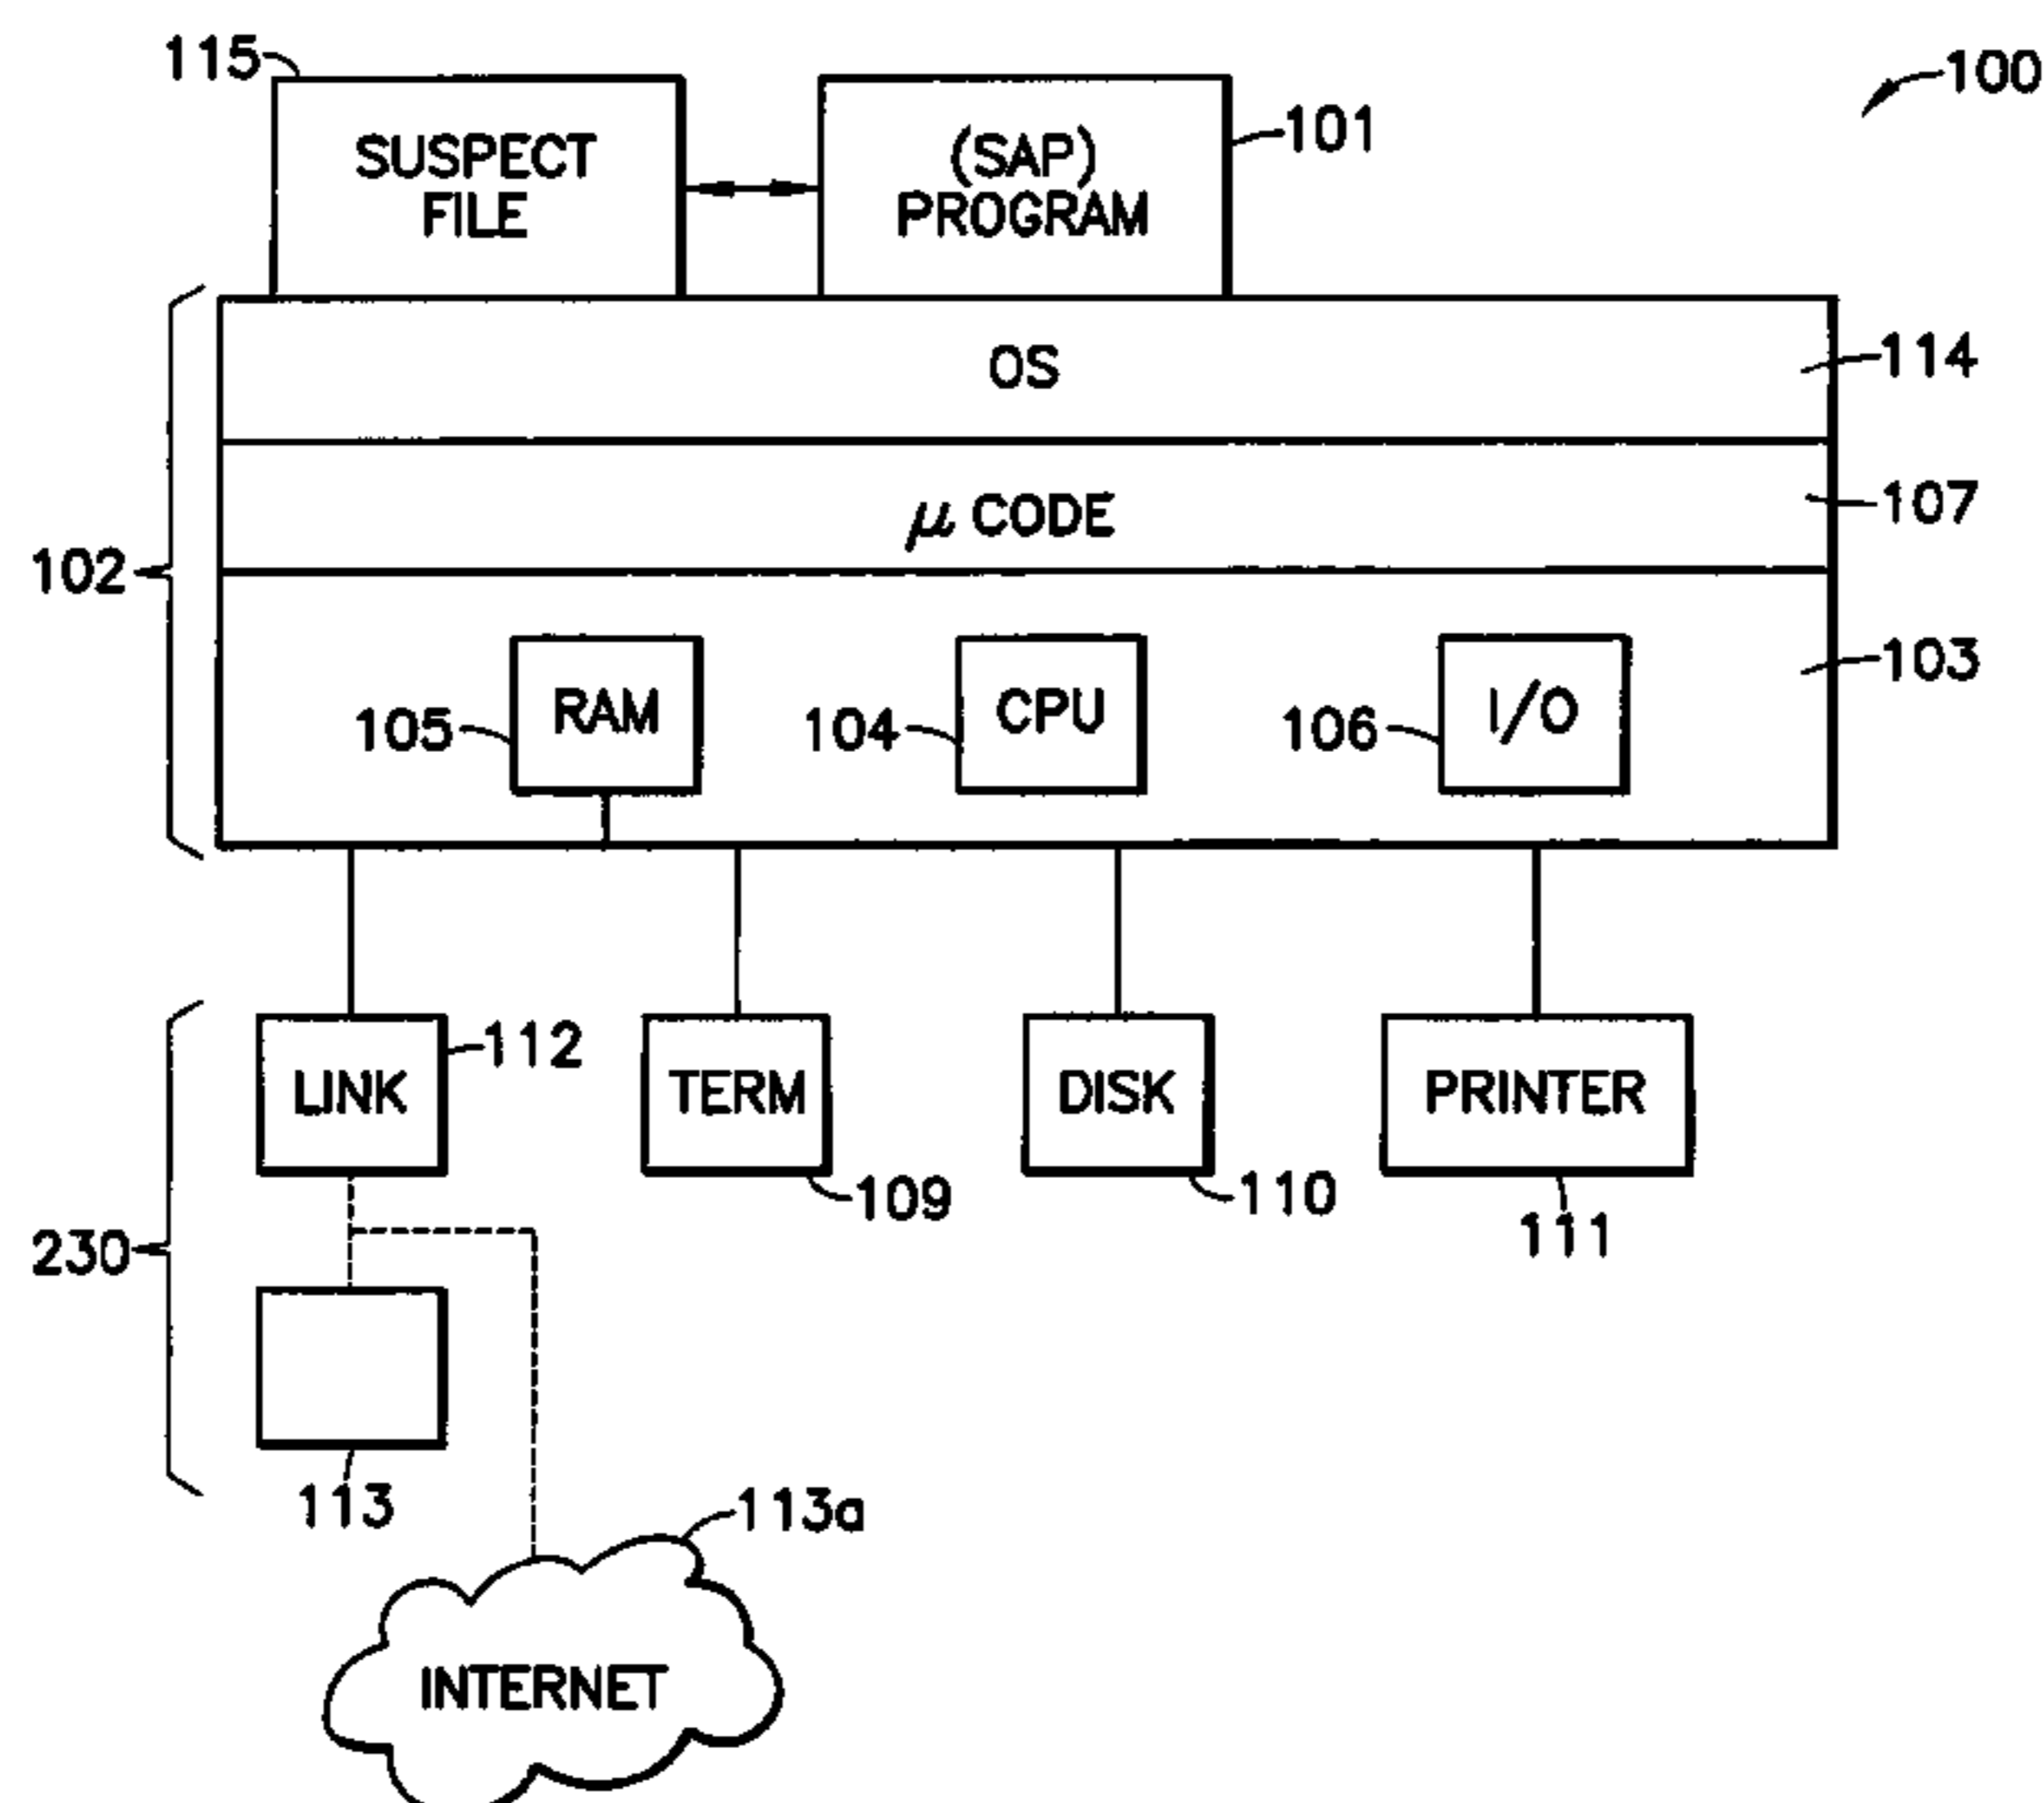 115
100
SUSPECT
FILE
(SAP)
PROGRAM
101
OS
114
μ CODE
107
102
103
105
RAM
104
CPU
106
I/O
LINK
112
TERM
109
DISK
110
PRINTER
111
230
113
113a
INTERNET